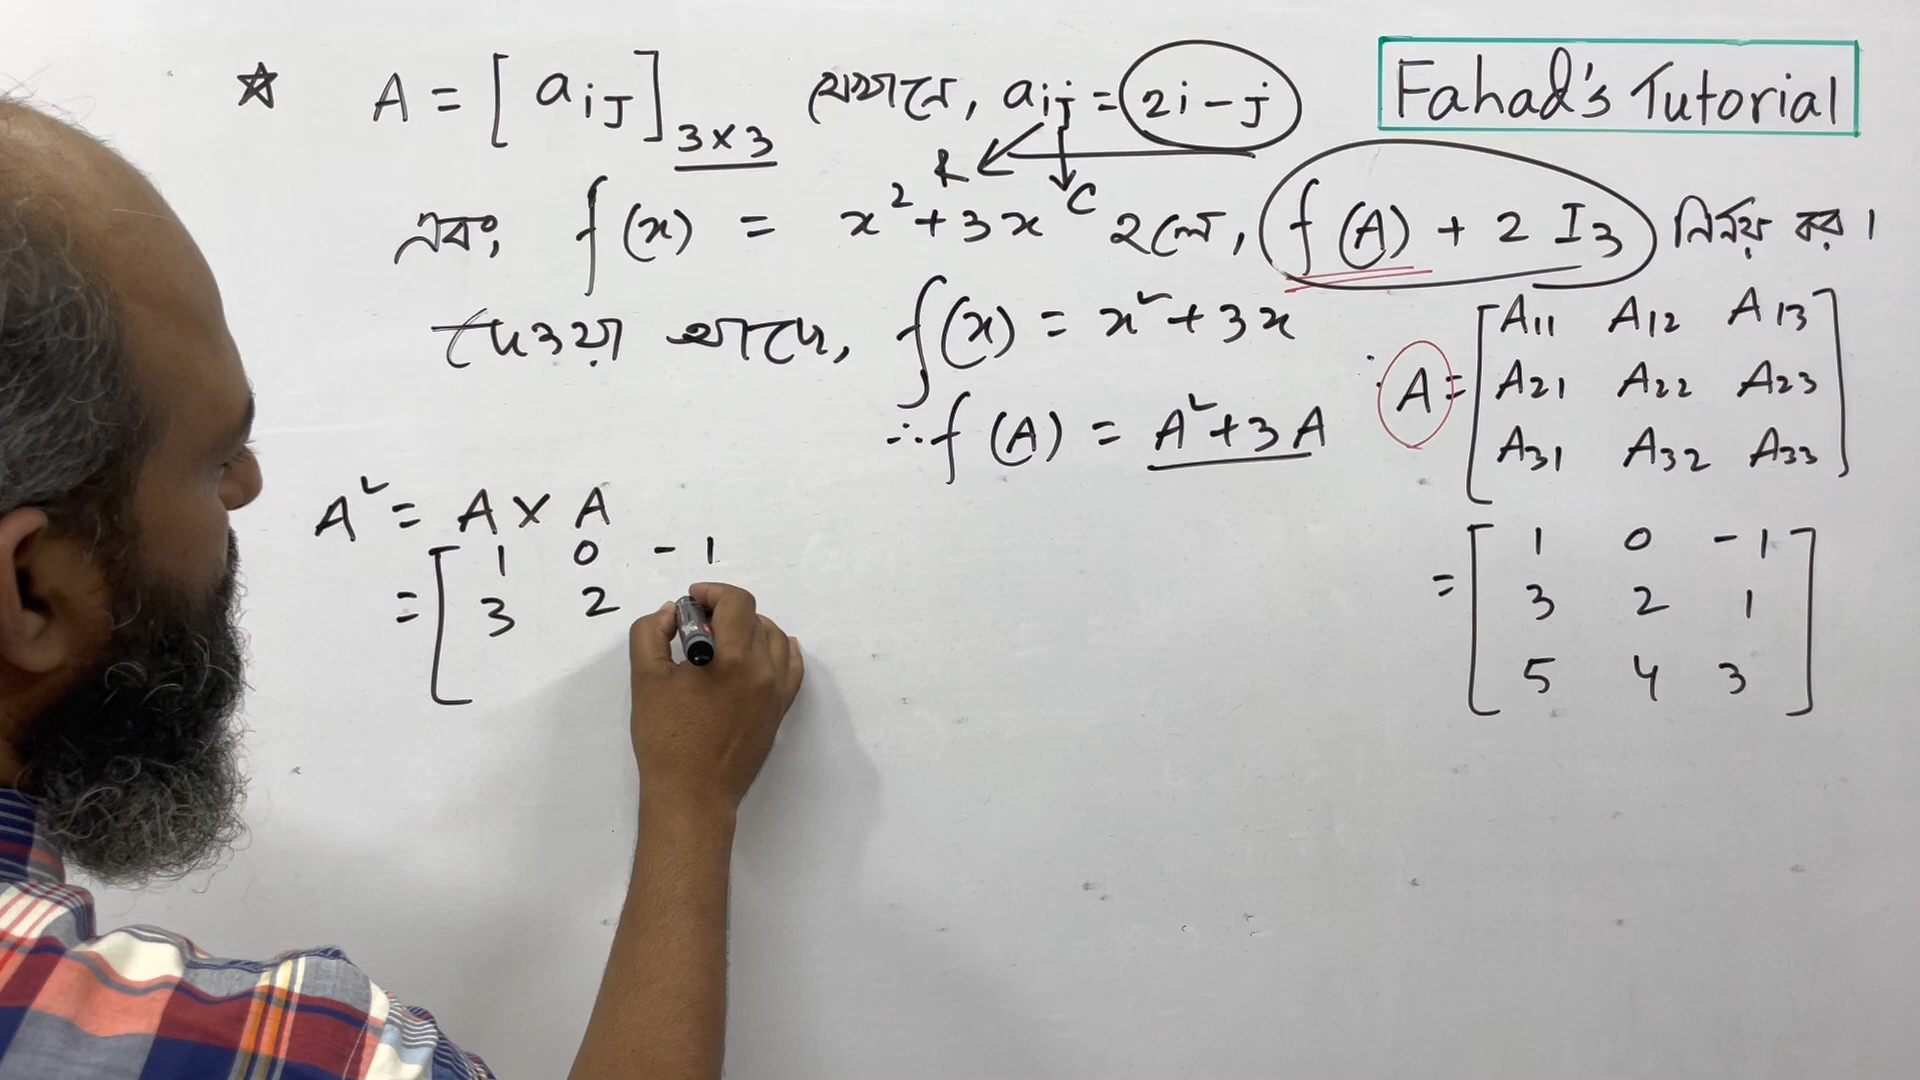 ☆ A = [aij]3×3 যেখানে, aij = 2i - j
Fahad's Tutorial
R
C
এবং, f(x) = x² + 3x হলে, f(A) + 2 I3 নির্ণয় কর।
দেওয়া আছে, f(x) = x² + 3x
∴ f(A) = A² + 3A
∴ A = [ A11 A12 A13
A21 A22 A23
A31 A32 A33 ]
= [ 1 0 -1
3 2 1
5 4 3 ]
A² = A × A
= [ 1 0 -1
3 2